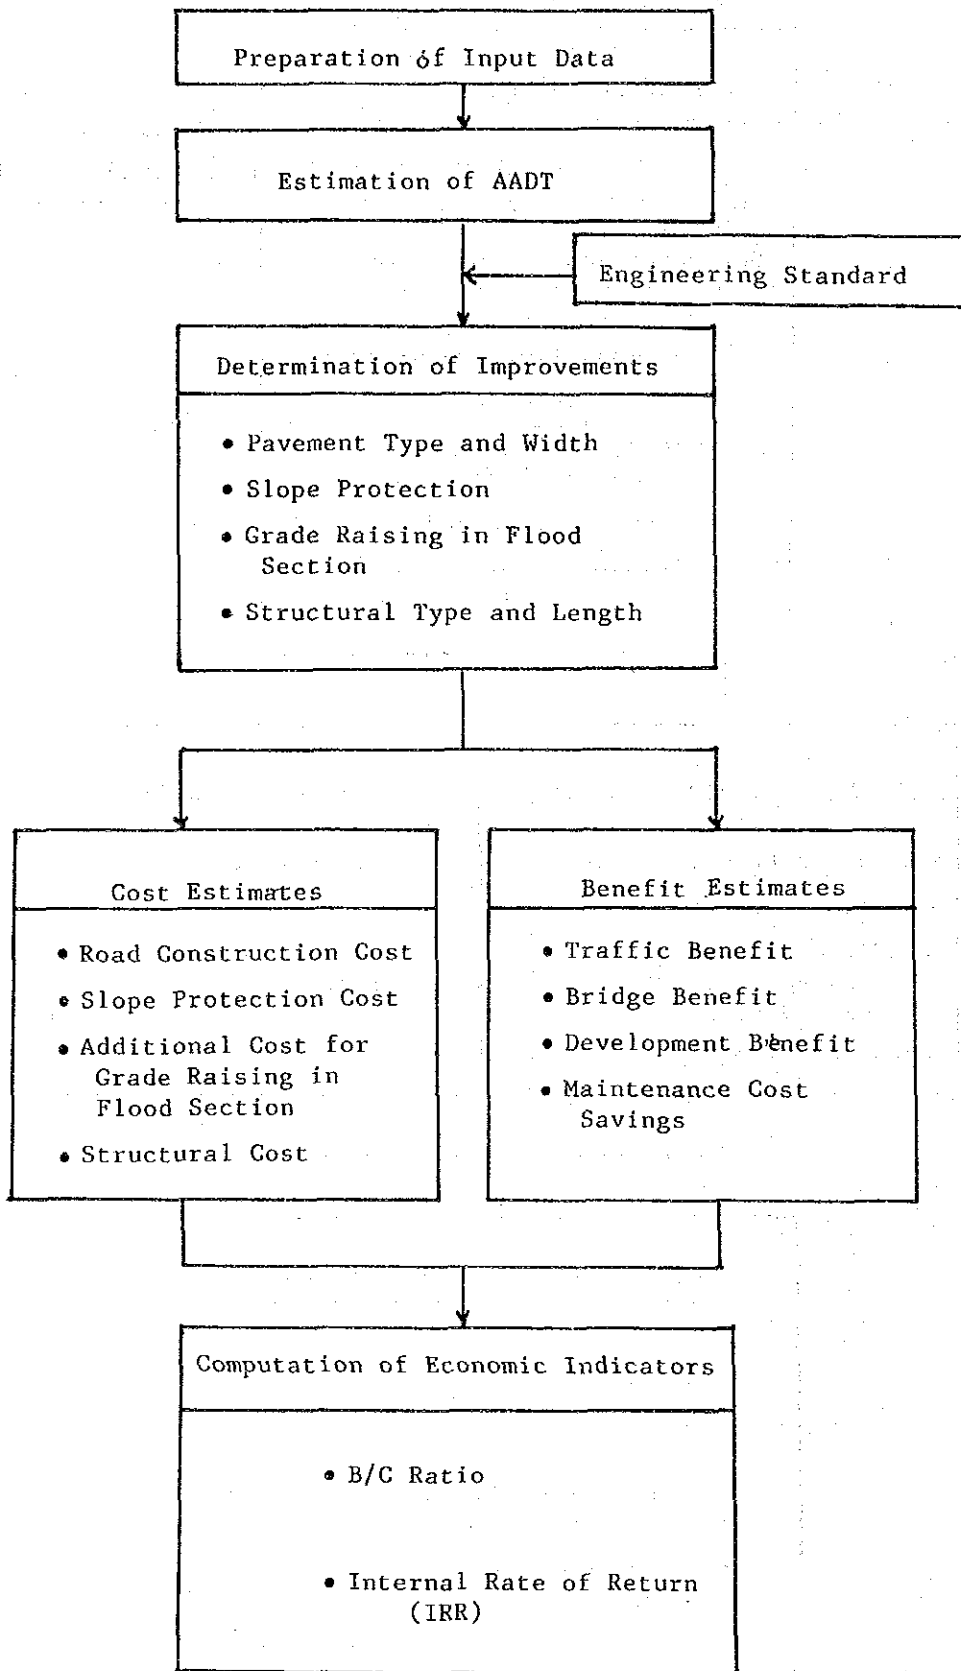 Preparation of Input Data
Estimation of AADT
Engineering Standard
Determination of Improvements
• Pavement Type and Width
• Slope Protection
• Grade Raising in Flood
Section
• Structural Type and Length
Cost Estimates
• Road Construction Cost
• Slope Protection Cost
• Additional Cost for
Grade Raising in
Flood Section
• Structural Cost
Benefit Estimates
• Traffic Benefit
• Bridge Benefit
• Development Benefit
• Maintenance Cost
Savings
Computation of Economic Indicators
• B/C Ratio
• Internal Rate of Return
(IRR)